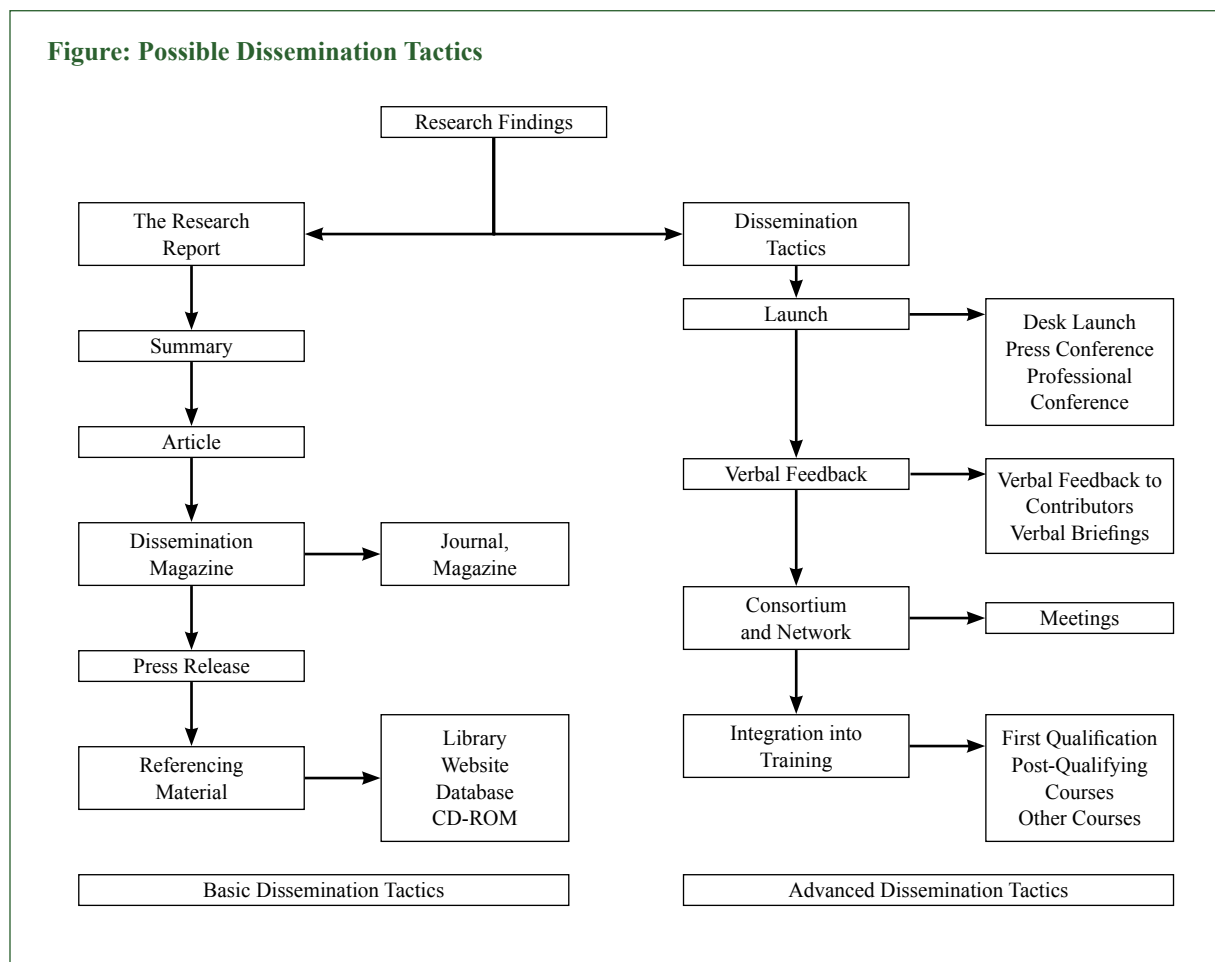 Figure: Possible Dissemination Tactics
Research Findings
The Research
Report
Summary
Article
Dissemination
Magazine
Journal,
Magazine
Press Release
Referencing
Material
Library
Website
Database
CD-ROM
Basic Dissemination Tactics
Dissemination
Tactics
Launch
Desk Launch
Press Conference
Professional
Conference
Verbal Feedback
Verbal Feedback to
Contributors
Verbal Briefings
Consortium
and Network
Meetings
Integration into
Training
First Qualification
Post-Qualifying
Courses
Other Courses
Advanced Dissemination Tactics